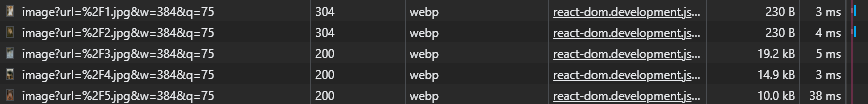 image?url=%2F1.jpg&w=384&q=75 304 webp react-dom.development.js... 230 B 3 ms
image?url=%2F2.jpg&w=384&q=75 304 webp react-dom.development.js... 230 B 4 ms
image?url=%2F3.jpg&w=384&q=75 200 webp react-dom.development.js... 19.2 kB 5 ms
image?url=%2F4.jpg&w=384&q=75 200 webp react-dom.development.js... 14.9 kB 3 ms
image?url=%2F5.jpg&w=384&q=75 200 webp react-dom.development.js... 10.0 kB 38 ms